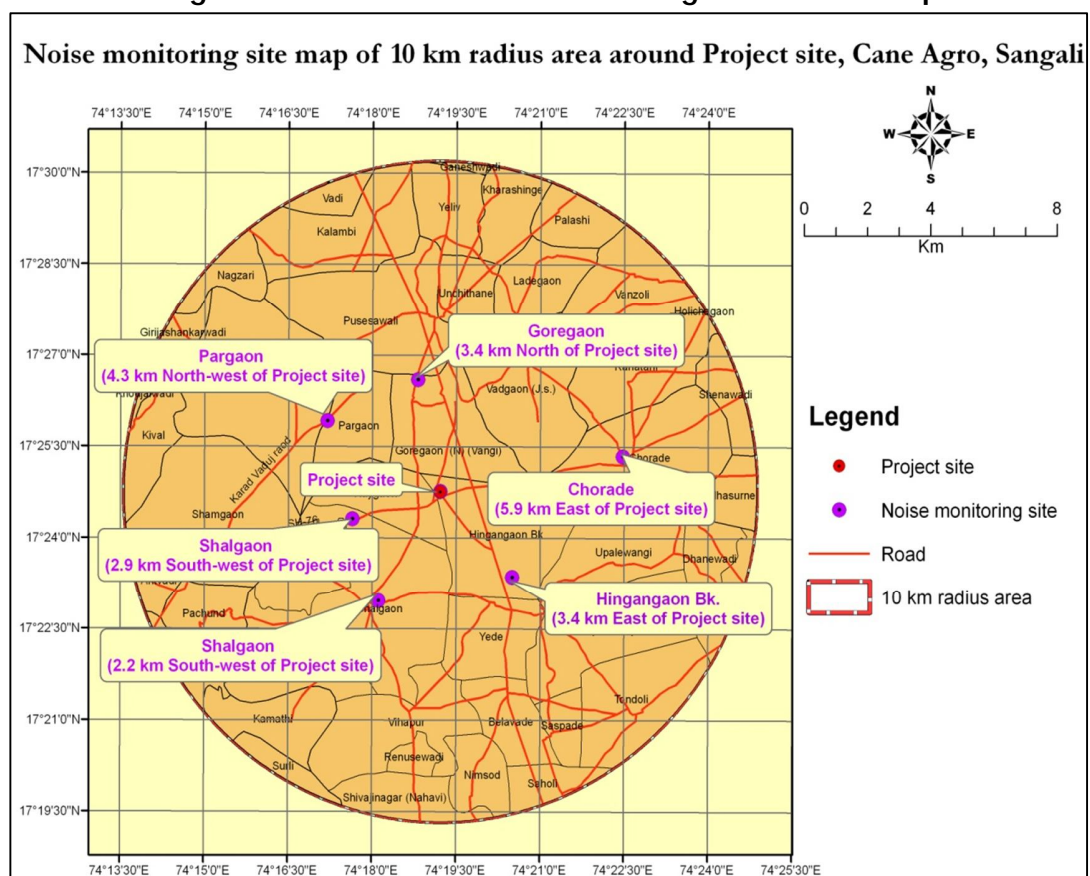 Noise monitoring site map of 10 km radius area around Project site, Cane Agro, Sangali
74°13'30"E 74°15'0"E 74°16'30"E 74°18'0"E 74°19'30"E 74°21'0"E 74°22'30"E 74°24'0"E
N
W E
S
0 2 4 8
Km
17°30'0"N
17°28'30"N
17°27'0"N
17°25'30"N
17°24'0"N
17°22'30"N
17°21'0"N
17°19'30"N
Ganeshwadi
Kharashinge
Vadi
Yeliv
Palashi
Kalambi
Nagzari
Ladegaon
Unchithane
Vanzoli
Holichagaon
Pusesawali
Girijashankarwadi
Goregaon
(3.4 km North of Project site)
Pargaon
(4.3 km North-west of Project site)
Vadgaon (J.s.)
Shenawadi
Kival
Pargaon
Karad Vaduj raod
Goregaon (N) (Vangi)
Chorade
(5.9 km East of Project site)
Project site
Shamgaon
Hingangaon Bk
Upalewangi
Dhanewadi
Shalgaon
(2.9 km South-west of Project site)
Hingangaon Bk.
(3.4 km East of Project site)
Pachund
Yede
Shalgaon
(2.2 km South-west of Project site)
Tondoli
Kamathi
Vihapur
Belavade
Saspade
Renusewadi
Surli
Nimsod
Saholi
Shivajinagar (Nahavi)
74°13'30"E 74°15'0"E 74°16'30"E 74°18'0"E 74°19'30"E 74°21'0"E 74°22'30"E 74°24'0"E 74°25'30"E
Legend
Project site
Noise monitoring site
Road
10 km radius area